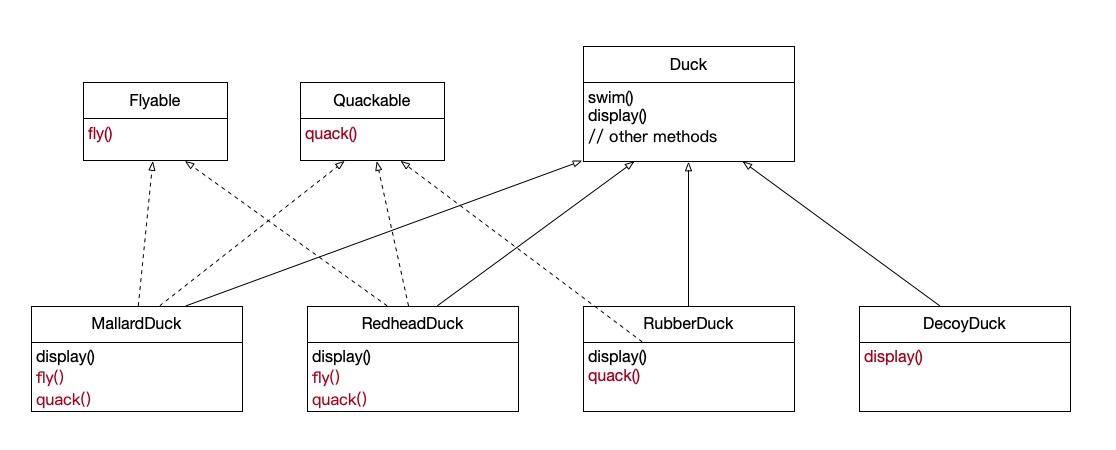 Flyable
fly()
Quackable
quack()
Duck
swim()
display()
// other methods
MallardDuck
display()
fly()
quack()
RedheadDuck
display()
fly()
quack()
RubberDuck
display()
quack()
DecoyDuck
display()